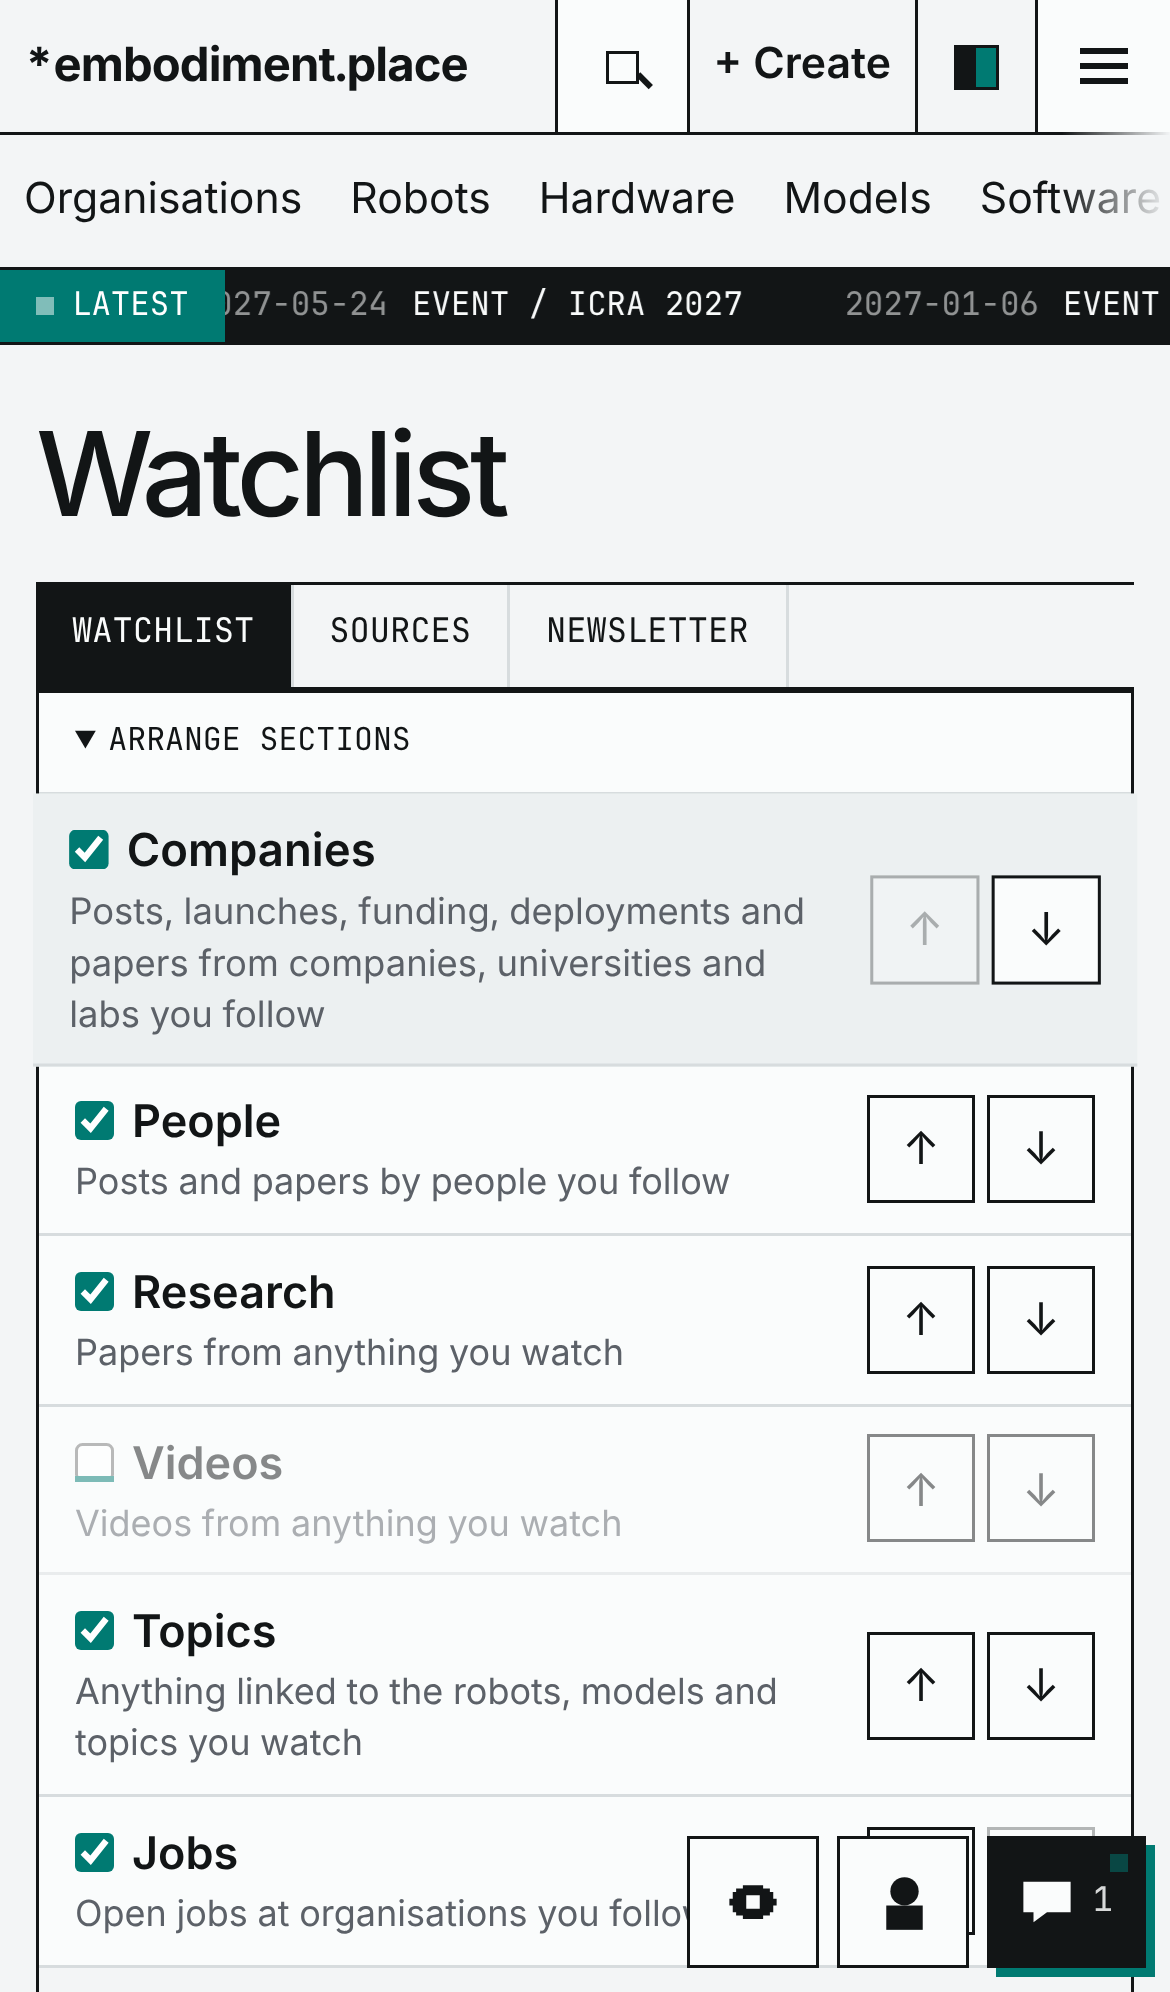 *embodiment.place
+ Create
Organisations Robots Hardware Models Software
LATEST 027-05-24 EVENT / ICRA 2027 2027-01-06 EVENT
Watchlist
WATCHLIST SOURCES NEWSLETTER
▼ ARRANGE SECTIONS
Companies
Posts, launches, funding, deployments and
papers from companies, universities and
labs you follow
↑ ↓
People
Posts and papers by people you follow
↑ ↓
Research
Papers from anything you watch
↑ ↓
Videos
Videos from anything you watch
↑ ↓
Topics
Anything linked to the robots, models and
topics you watch
↑ ↓
Jobs
Open jobs at organisations you follow
1